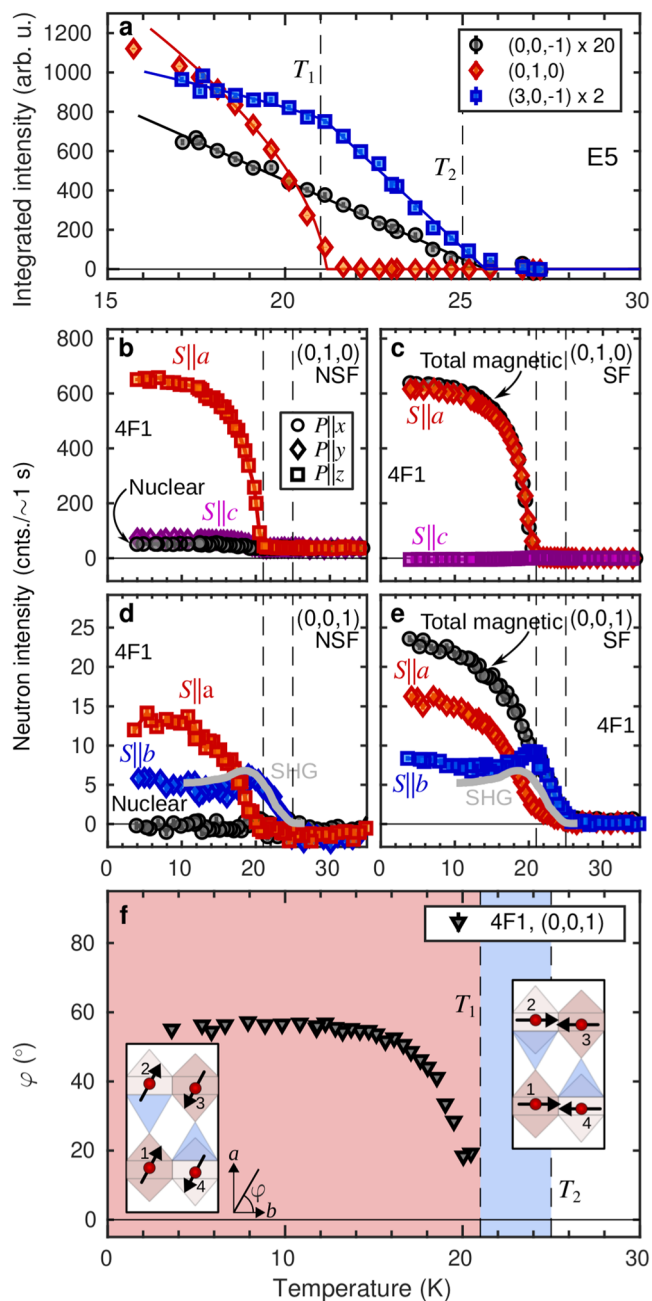 a
T1
T2
(0,0,-1) x 20
(0,1,0)
(3,0,-1) x 2
E5
Integrated intensity (arb. u.)
1200
1000
800
600
400
200
0
15
20
25
30
b
S||a
(0,1,0)
NSF
4F1
P||x
P||y
P||z
Nuclear
S||c
800
600
400
200
0
c
Total magnetic
(0,1,0)
SF
S||a
4F1
S||c
Neutron intensity (cnts./~1 s)
d
(0,0,1)
NSF
4F1
S||a
S||b
SHG
Nuclear
25
20
15
10
5
0
0
10
20
30
e
Total magnetic
(0,0,1)
SF
S||a
4F1
S||b
SHG
0
10
20
30
f
4F1, (0,0,1)
T1
T2
2
3
1
4
2
3
1
4
a
φ
b
φ (°)
80
60
40
20
0
0
5
10
15
20
25
30
Temperature (K)